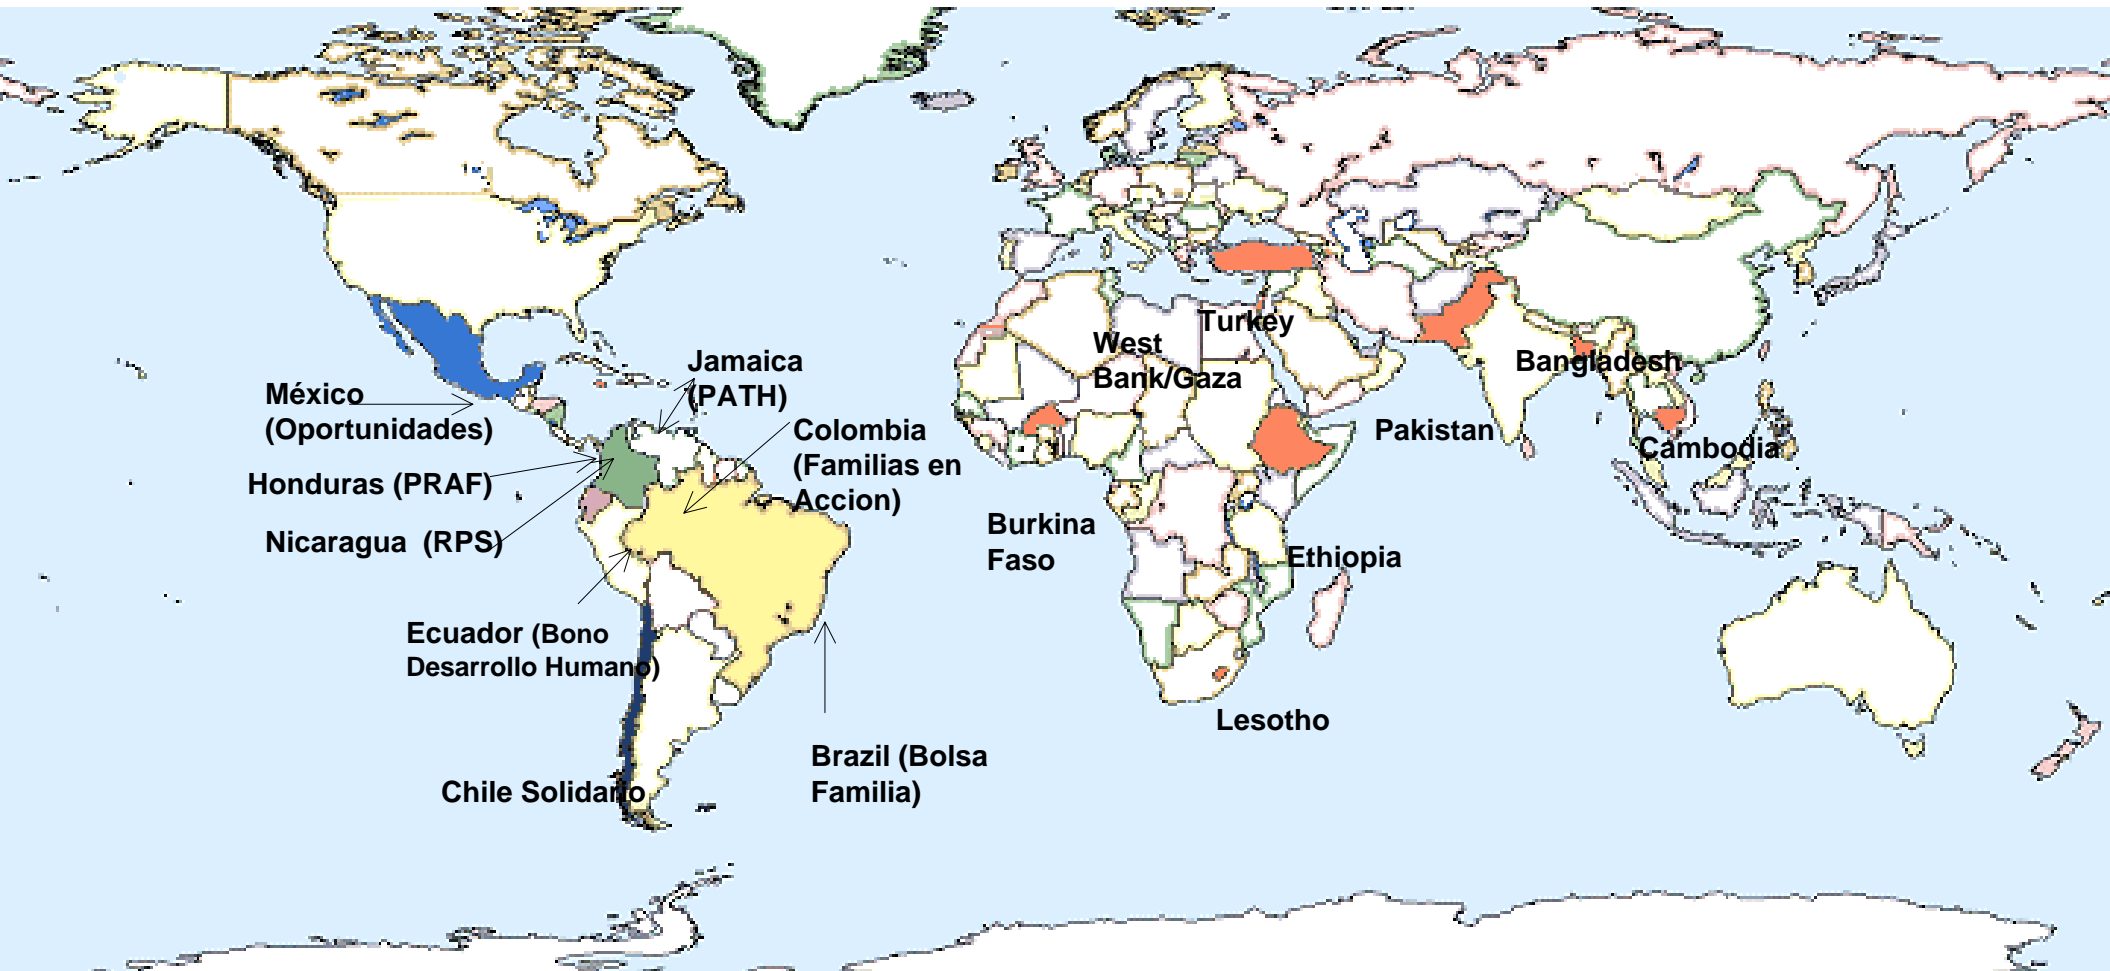 Turkey
West
Bank/Gaza
Jamaica
(PATH)
Bangladesh
México
(Oportunidades)
Colombia
(Familias en
Accion)
Pakistan
Cambodia
Honduras (PRAF)
Nicaragua (RPS)
Burkina
Faso
Ethiopia
Ecuador (Bono
Desarrollo Humano)
Lesotho
Brazil (Bolsa
Familia)
Chile Solidario